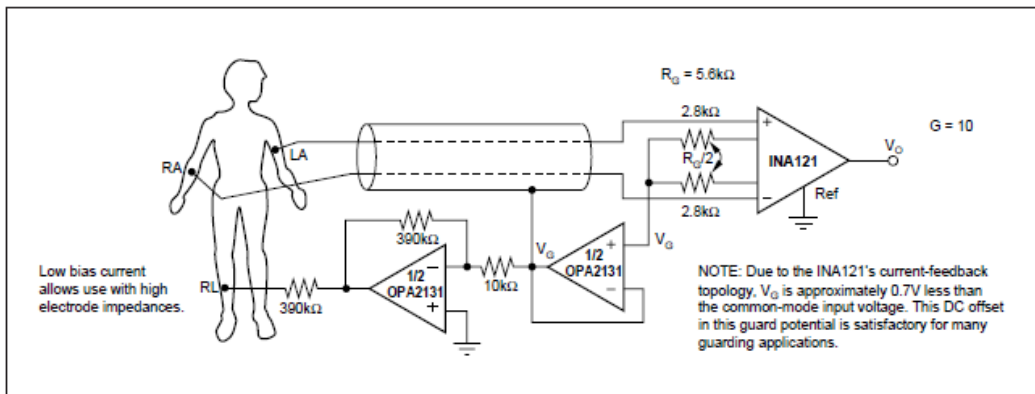 R_G = 5.6kΩ
2.8kΩ
G = 10
LA
RA
+
R_G/2
INA121
V_O
−
Ref
2.8kΩ
390kΩ
V_G
+
V_G
1/2
OPA2131
−
−
1/2
OPA2131
+
10kΩ
Low bias current
allows use with high
electrode impedances.
RL
390kΩ
NOTE: Due to the INA121's current-feedback
topology, V_G is approximately 0.7V less than
the common-mode input voltage. This DC offset
in this guard potential is satisfactory for many
guarding applications.